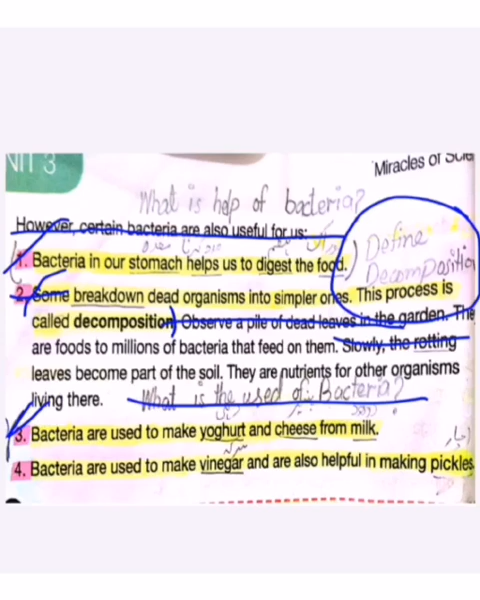 NIT 3
Miracles of Scie
What is help of bacteria?
However, certain bacteria are also useful for us:
Define
Decomposition
1. Bacteria in our stomach helps us to digest the food.
2. Some breakdown dead organisms into simpler ones. This process is
called decomposition. Observe a pile of dead leaves in the garden. The
are foods to millions of bacteria that feed on them. Slowly, the rotting
leaves become part of the soil. They are nutrients for other organisms
living there.
What is the used of Bacteria?
3. Bacteria are used to make yoghurt and cheese from milk.
4. Bacteria are used to make vinegar and are also helpful in making pickles